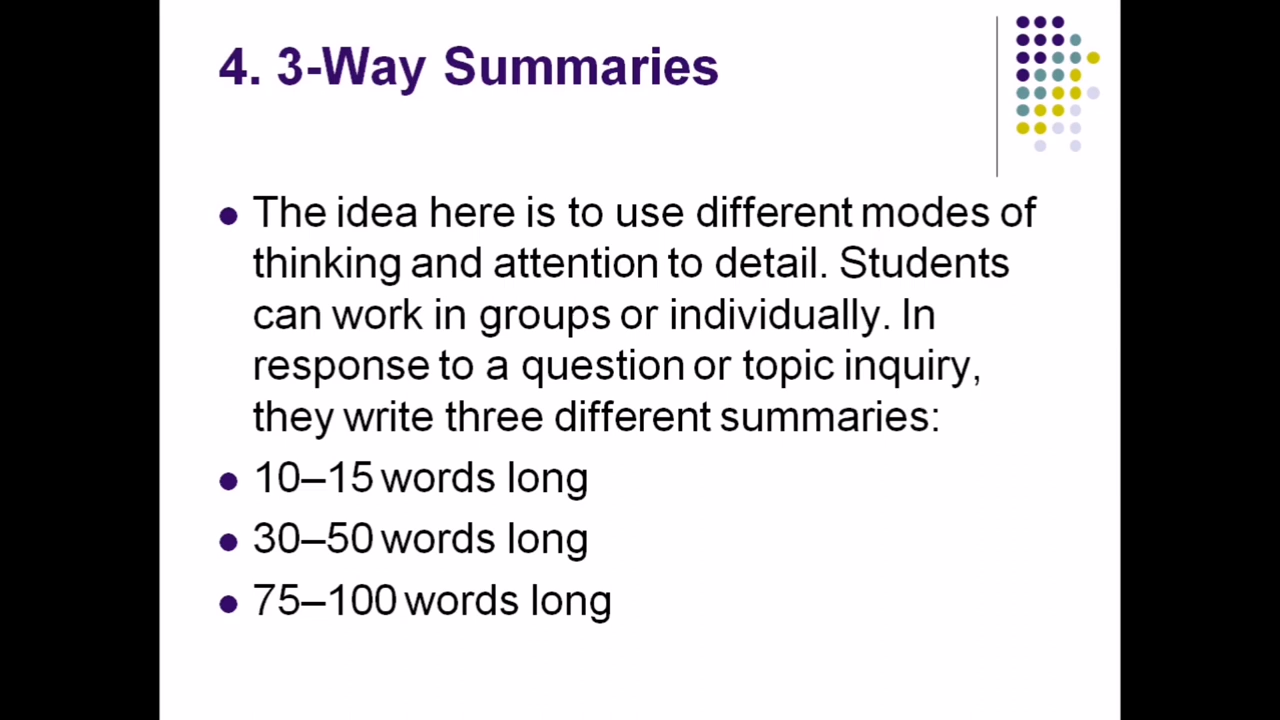 4. 3-Way Summaries
● The idea here is to use different modes of
thinking and attention to detail. Students
can work in groups or individually. In
response to a question or topic inquiry,
they write three different summaries:
● 10–15 words long
● 30–50 words long
● 75–100 words long